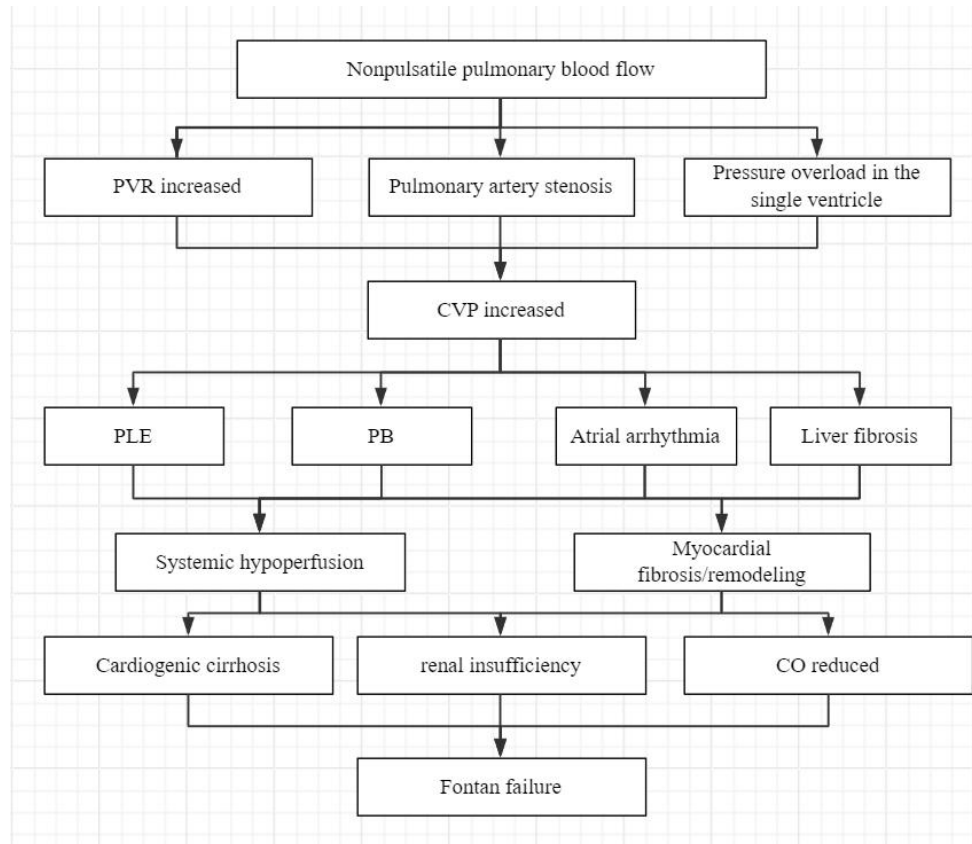 Nonpulsatile pulmonary blood flow
PVR increased
Pulmonary artery stenosis
Pressure overload in the
single ventricle
CVP increased
PLE
PB
Atrial arrhythmia
Liver fibrosis
Systemic hypoperfusion
Myocardial
fibrosis/remodeling
Cardiogenic cirrhosis
renal insufficiency
CO reduced
Fontan failure